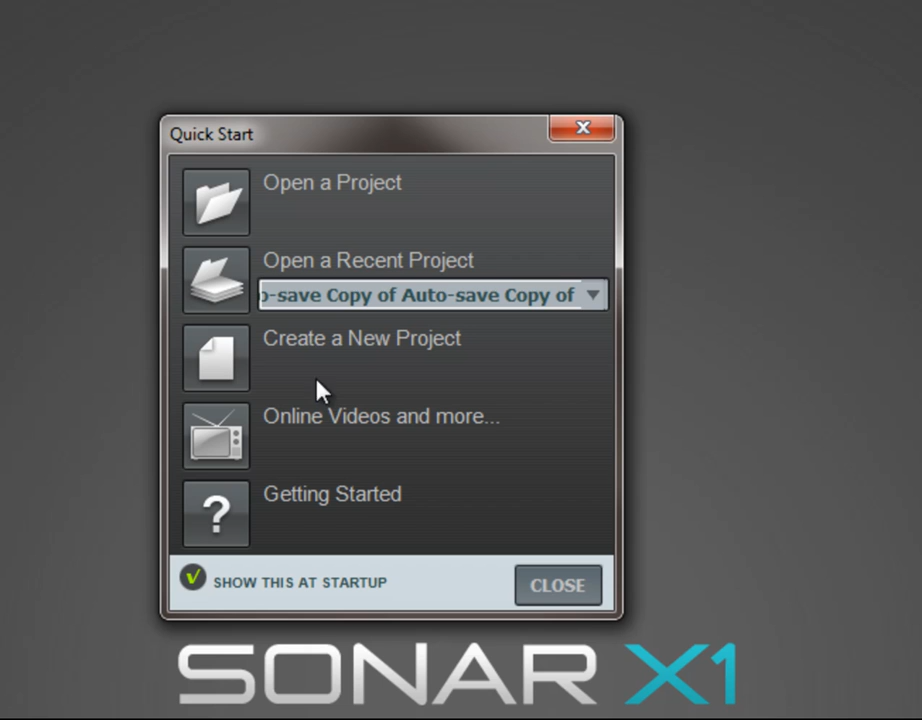 Quick Start
Open a Project
Open a Recent Project
-save Copy of Auto-save Copy of
Create a New Project
Online Videos and more...
Getting Started
?
SHOW THIS AT STARTUP
CLOSE
SONAR X1